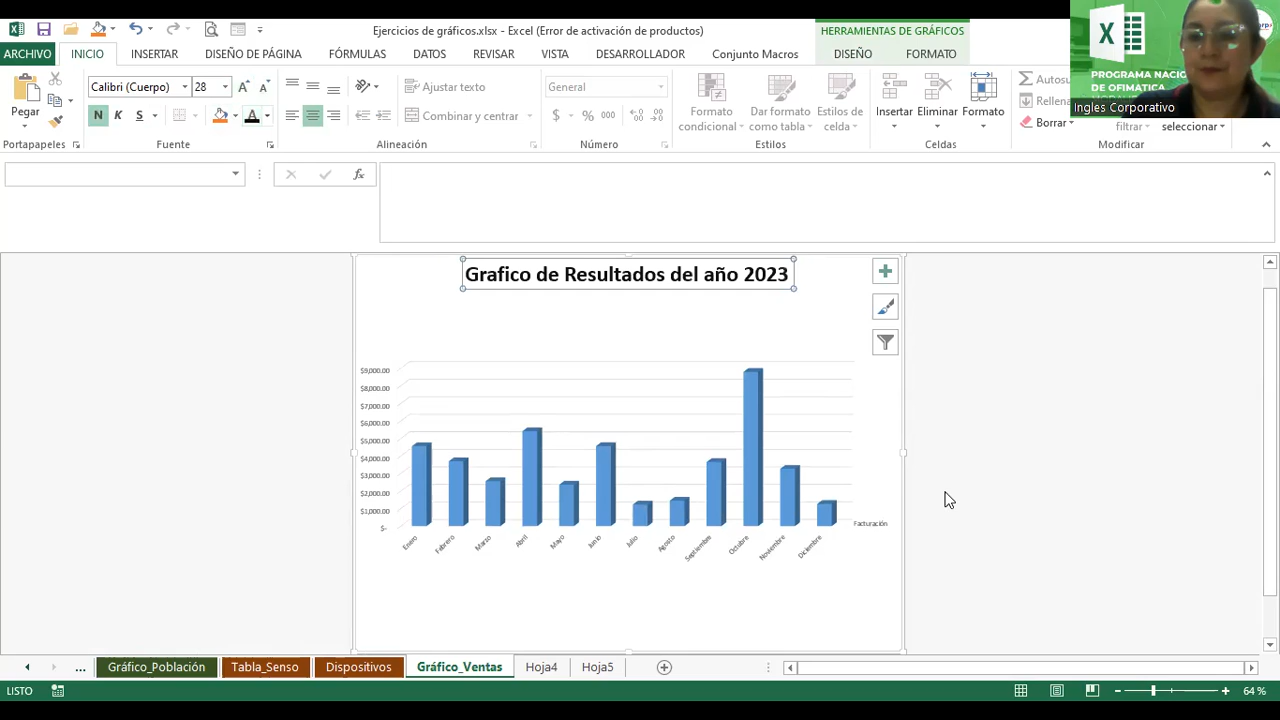 Ejercicios de gráficos.xlsx - Excel (Error de activación de productos)
HERRAMIENTAS DE GRÁFICOS
ARCHIVO INICIO INSERTAR DISEÑO DE PÁGINA FÓRMULAS DATOS REVISAR VISTA DESARROLLADOR Conjunto Macros DISEÑO FORMATO
PROGRAMA NACIO
DE OFIMATICA
Ingles Corporativo
Pegar
Calibri (Cuerpo) 28
N K S
Ajustar texto
Combinar y centrar
General
$ % 000
Formato condicional
Dar formato como tabla
Estilos de celda
Insertar Eliminar Formato
Autosu
Rellena
Borrar
filtrar
seleccionar
Portapapeles Fuente Alineación Número Estilos Celdas Modificar
fx
Grafico de Resultados del año 2023
$9,000.00
$8,000.00
$7,000.00
$6,000.00
$5,000.00
$4,000.00
$3,000.00
$2,000.00
$1,000.00
$-
Facturación
Enero Febrero Marzo Abril Mayo Junio Julio Agosto Septiembre Octubre Noviembre Diciembre
... Gráfico_Población Tabla_Senso Dispositivos Gráfico_Ventas Hoja4 Hoja5
LISTO
64 %